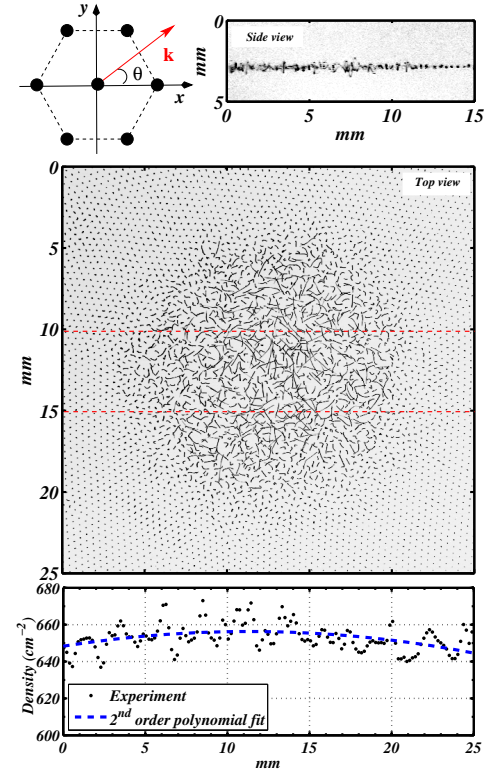 y
k
θ
x
Side view
0
mm
5
0
5
10
15
mm
Top view
0
5
10
mm
15
20
25
680
660
640
620
600
Density (cm⁻²)
Experiment
2nd order polynomial fit
0
5
10
15
20
25
mm